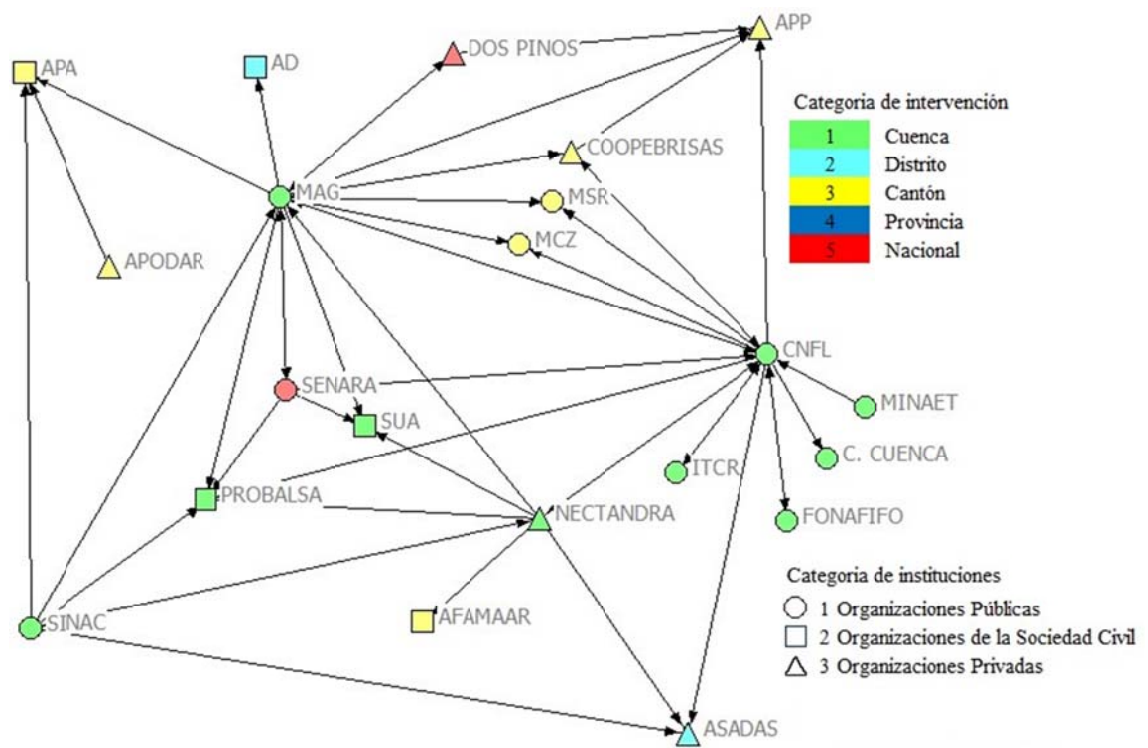 APP
DOS PINOS
AD
APA
Categoria de intervención
1 Cuenca
2 Distrito
3 Cantón
4 Provincia
5 Nacional
COOPEBRISAS
MAG
MSR
MCZ
APODAR
CNFL
SENARA
MINAET
SUA
C. CUENCA
ITCR
PROBALSA
NECTANDRA
FONAFIFO
Categoria de instituciones
1 Organizaciones Públicas
SINAC
AFAMAAR
2 Organizaciones de la Sociedad Civil
3 Organizaciones Privadas
ASADAS